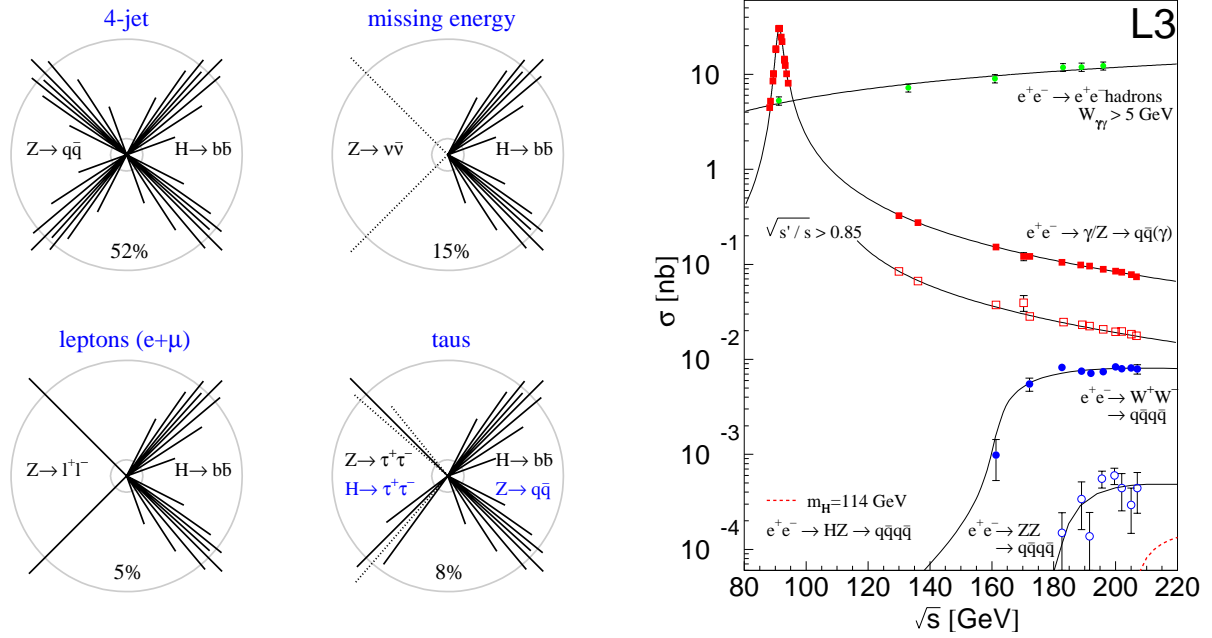 4-jet
Z→ qq̄
H→ bb̄
52%
missing energy
Z→ νν̄
H→ bb̄
15%
leptons (e+μ)
Z→ l⁺l⁻
H→ bb̄
5%
taus
Z→ τ⁺τ⁻
H→ τ⁺τ⁻
H→ bb̄
Z→ qq̄
8%
L3
σ [nb]
10
1
10⁻¹
10⁻²
10⁻³
10⁻⁴
e⁺e⁻→ e⁺e⁻hadrons
Wγγ > 5 GeV
√s′/s > 0.85
e⁺e⁻→ γ/Z → qq̄(γ)
e⁺e⁻→ W⁺W⁻
→ qq̄qq̄
m_H=114 GeV
e⁺e⁻→ HZ → qq̄qq̄
e⁺e⁻→ ZZ
→ qq̄qq̄
80 100 120 140 160 180 200 220
√s [GeV]